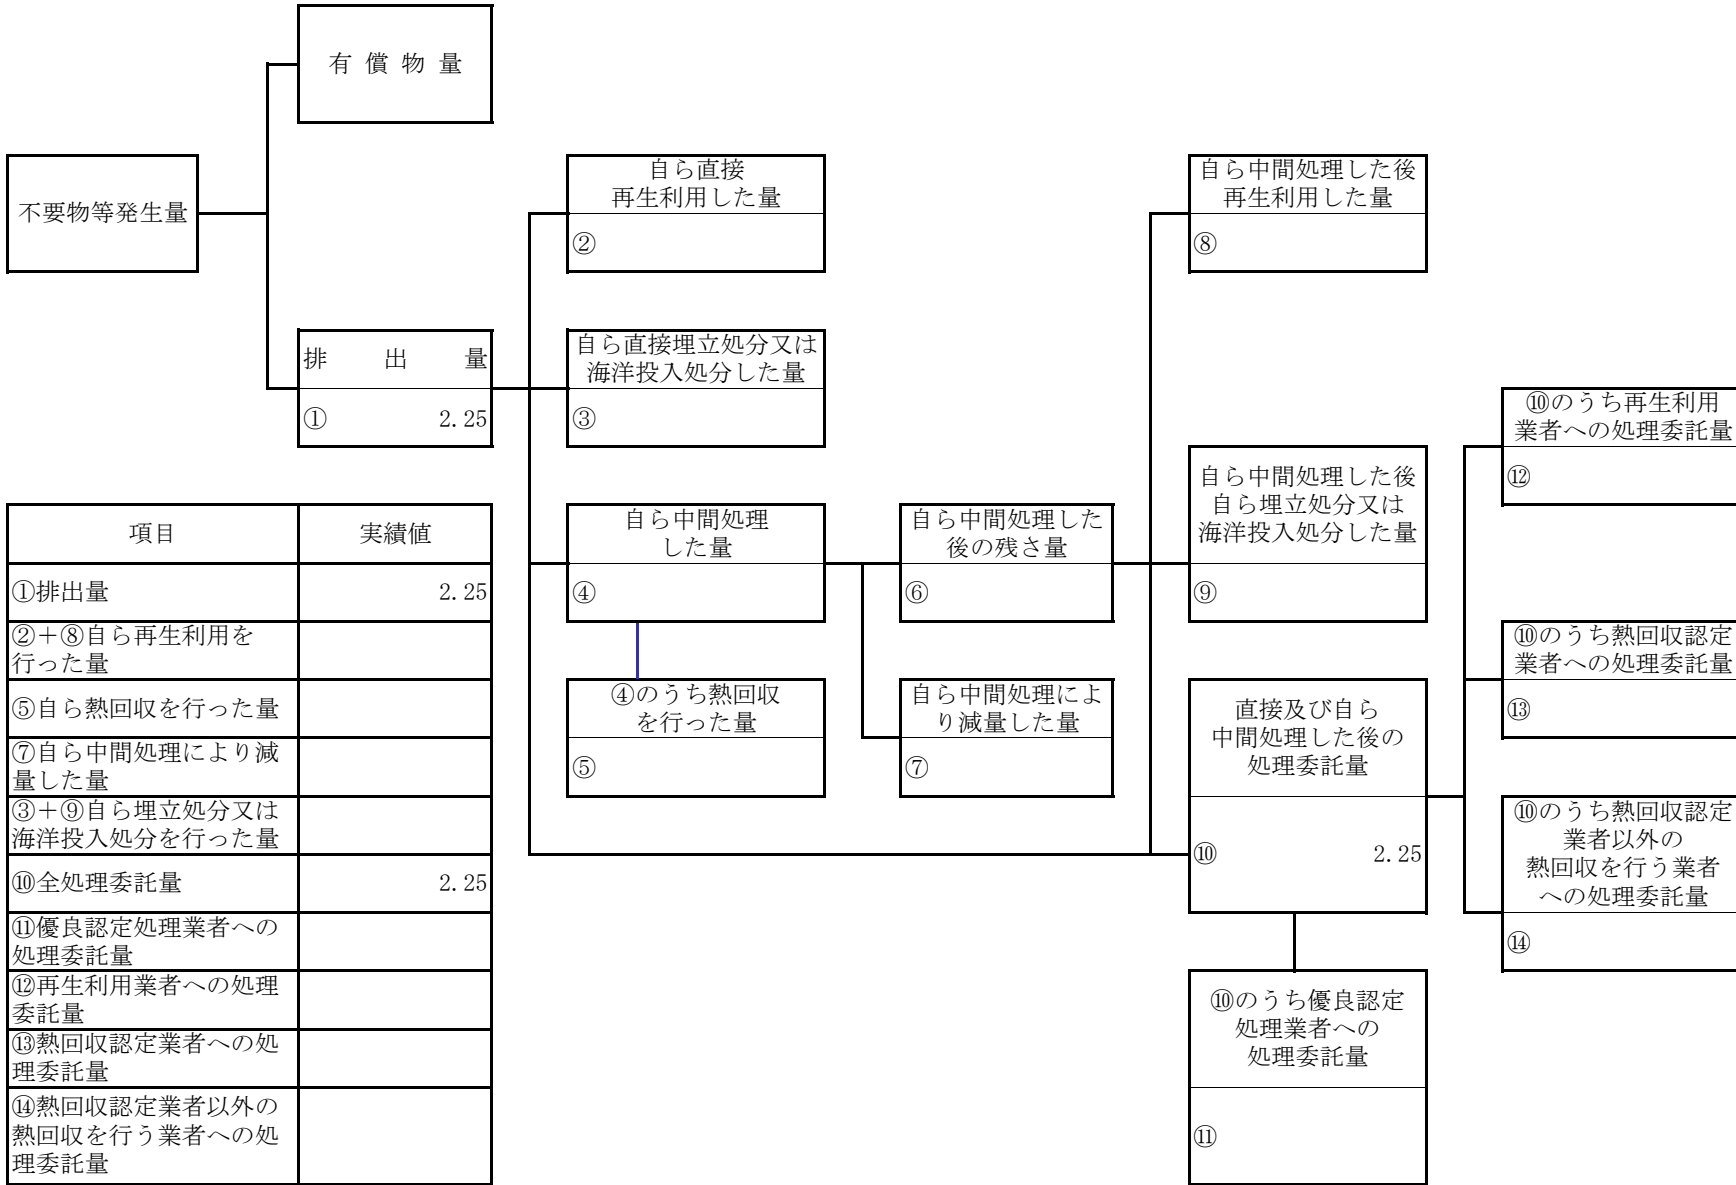 有償物量
不要物等発生量
自ら直接
再生利用した量
②
自ら中間処理した後
再生利用した量
⑧
排出量
① 2.25
自ら直接埋立処分又は
海洋投入処分した量
③
自ら中間処理
した量
④
自ら中間処理した
後の残さ量
⑥
自ら中間処理した後
自ら埋立処分又は
海洋投入処分した量
⑨
⑩のうち再生利用
業者への処理委託量
⑫
④のうち熱回収
を行った量
⑤
自ら中間処理によ
り減量した量
⑦
直接及び自ら
中間処理した後の
処理委託量
⑩ 2.25
⑩のうち熱回収認定
業者への処理委託量
⑬
⑩のうち熱回収認定
業者以外の
熱回収を行う業者
への処理委託量
⑭
⑩のうち優良認定
処理業者への
処理委託量
⑪
項目 実績値
①排出量 2.25
②＋⑧自ら再生利用を
行った量
⑤自ら熱回収を行った量
⑦自ら中間処理により減
量した量
③＋⑨自ら埋立処分又は
海洋投入処分を行った量
⑩全処理委託量 2.25
⑪優良認定処理業者への
処理委託量
⑫再生利用業者への処理
委託量
⑬熱回収認定業者への処
理委託量
⑭熱回収認定業者以外の
熱回収を行う業者への処
理委託量